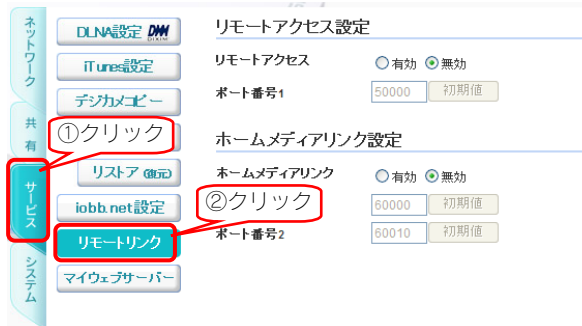 ネットワーク
共有
サービス
システム
DLNA設定
iTunes設定
デジカメコピー
①クリック
リストア(復元)
iobb.net設定
リモートリンク
マイウェブサーバー
リモートアクセス設定
リモートアクセス 有効 無効
ポート番号1 50000 初期値
ホームメディアリンク設定
ホームメディアリンク 有効 無効
②クリック 60000 初期値
ポート番号2 60010 初期値